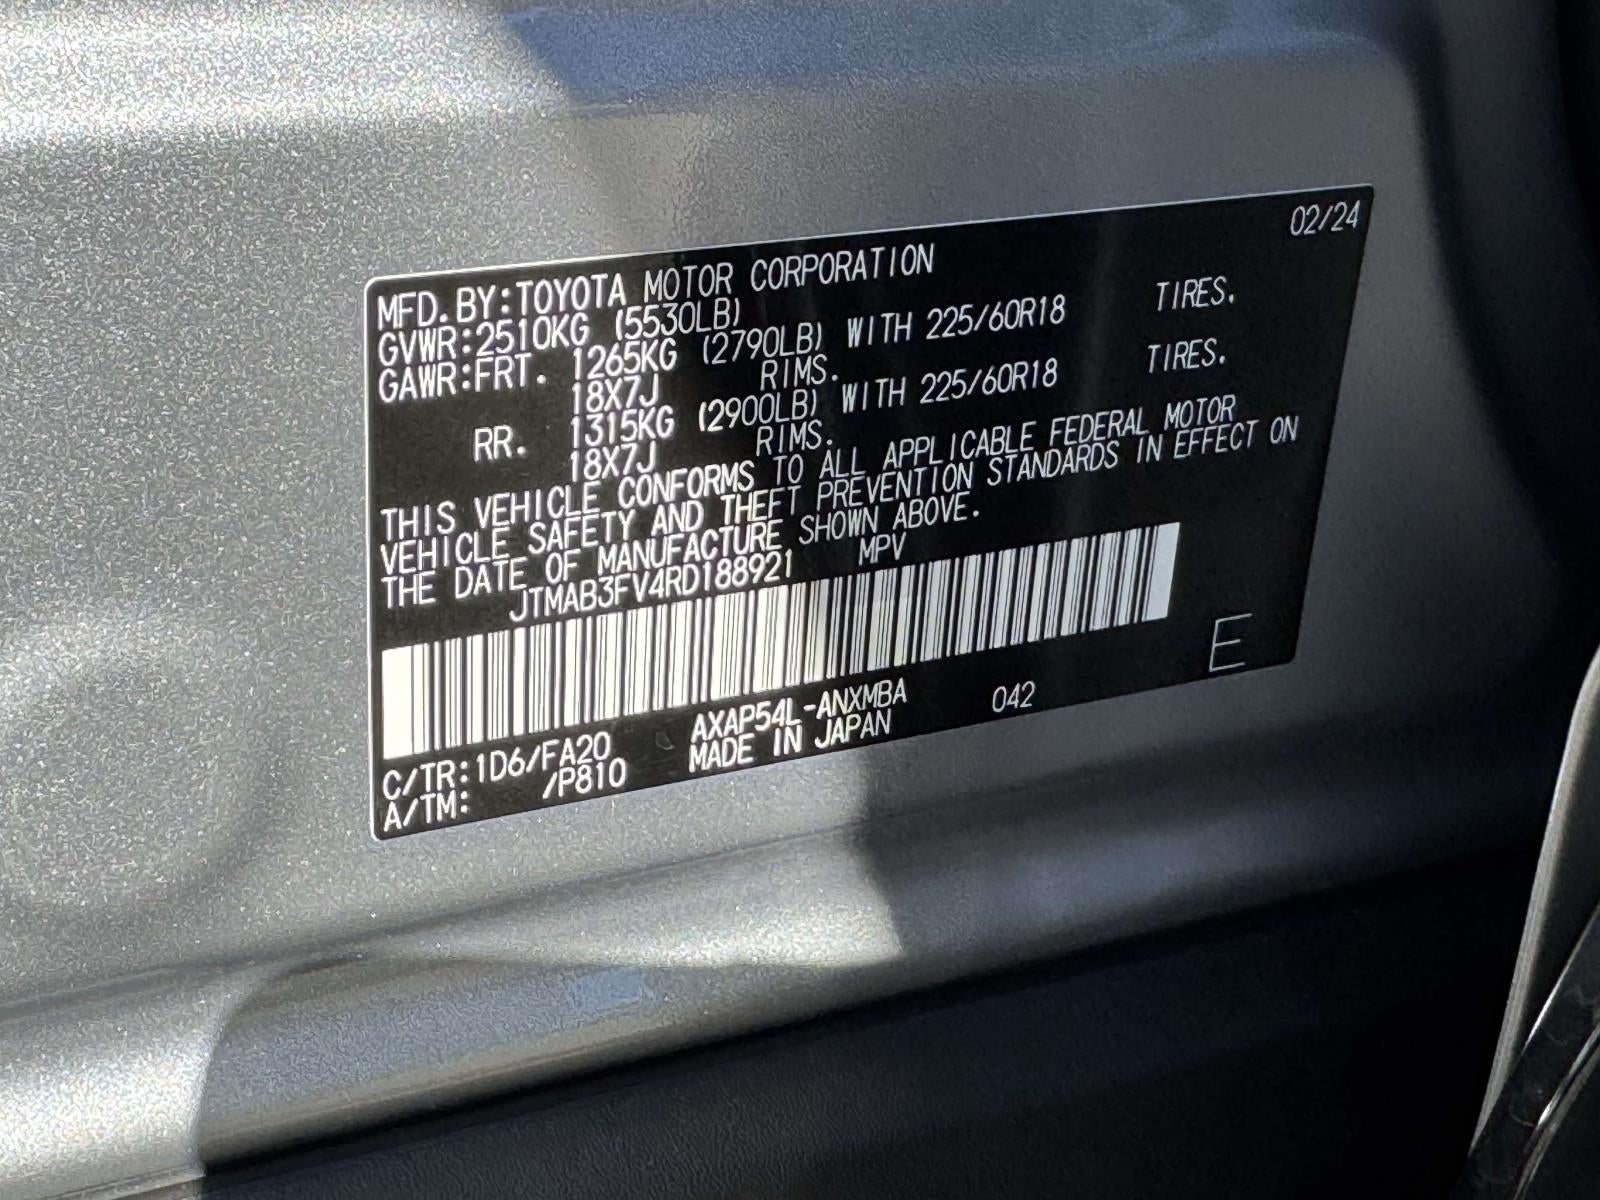 02/24
MFD. BY: TOYOTA MOTOR CORPORATION
GVWR: 2510KG (5530LB)
GAWR: FRT. 1265KG (2790LB) WITH 225/60R18 TIRES.
18X7J RIMS.
RR. 1315KG (2900LB) WITH 225/60R18 TIRES.
18X7J RIMS.
THIS VEHICLE CONFORMS TO ALL APPLICABLE FEDERAL MOTOR
VEHICLE SAFETY AND THEFT PREVENTION STANDARDS IN EFFECT ON
THE DATE OF MANUFACTURE SHOWN ABOVE.
JTMAB3FV4RD188921 MPV
E
C/TR: 1D6/FA20 AXAP54L-ANXMBA 042
A/TM: /P810 MADE IN JAPAN